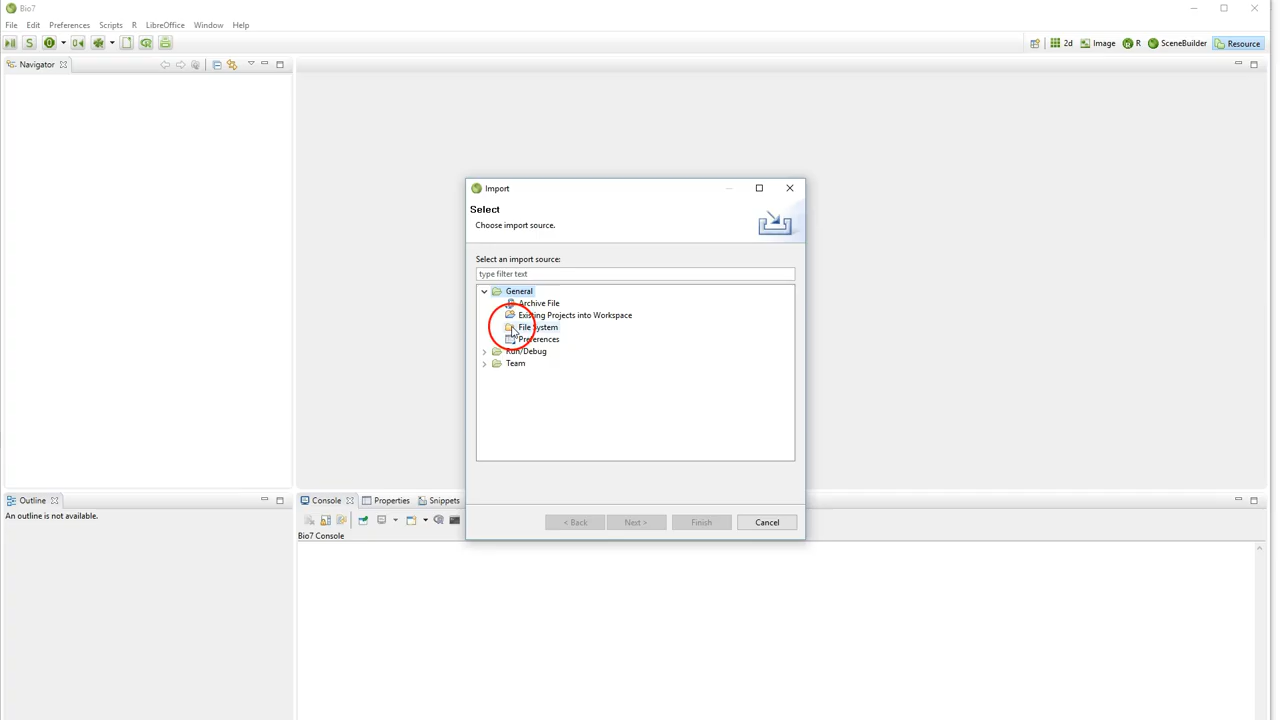 Bio7
File Edit Preferences Scripts R LibreOffice Window Help
2d Image R SceneBuilder Resource
Navigator
Import
Select
Choose import source.
Select an import source:
type filter text
General
Archive File
Existing Projects into Workspace
File System
Preferences
Run/Debug
Team
< Back Next > Finish Cancel
Outline
An outline is not available.
Console Properties Snippets
Bio7 Console